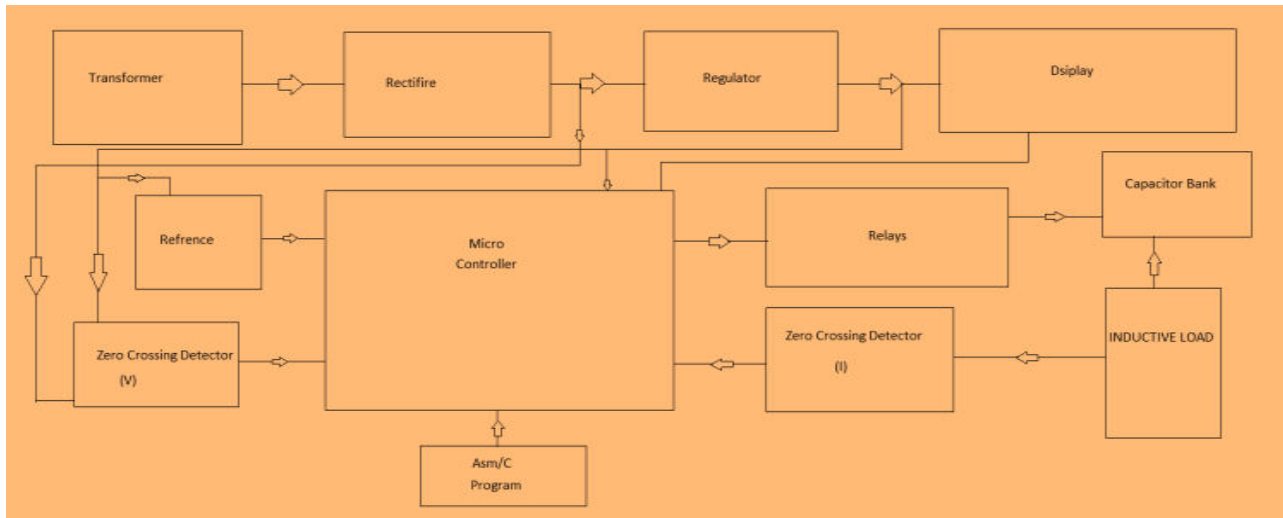 Transformer
Rectifire
Regulator
Dsiplay
Capacitor Bank
Refrence
Micro
Controller
Relays
Zero Crossing Detector
(V)
Zero Crossing Detector
(I)
INDUCTIVE LOAD
Asm/C
Program